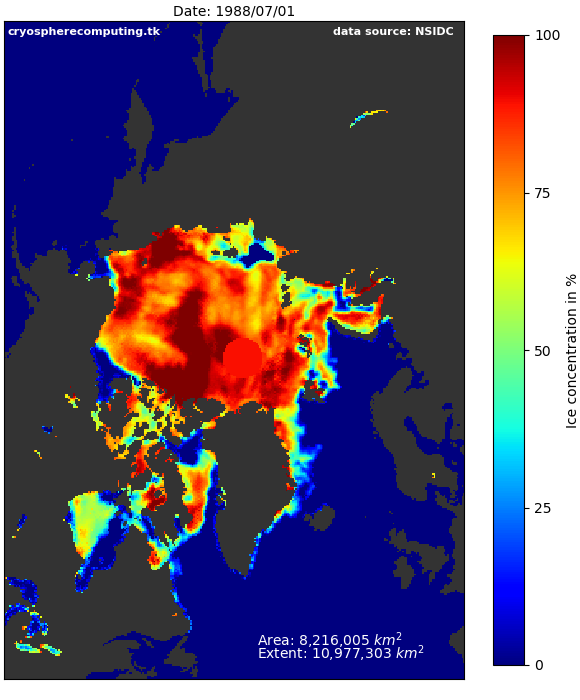 Date: 1988/07/01
cryospherecomputing.tk data source: NSIDC
100
75
50
25
0
Ice concentration in %
Area: 8,216,005 km²
Extent: 10,977,303 km²